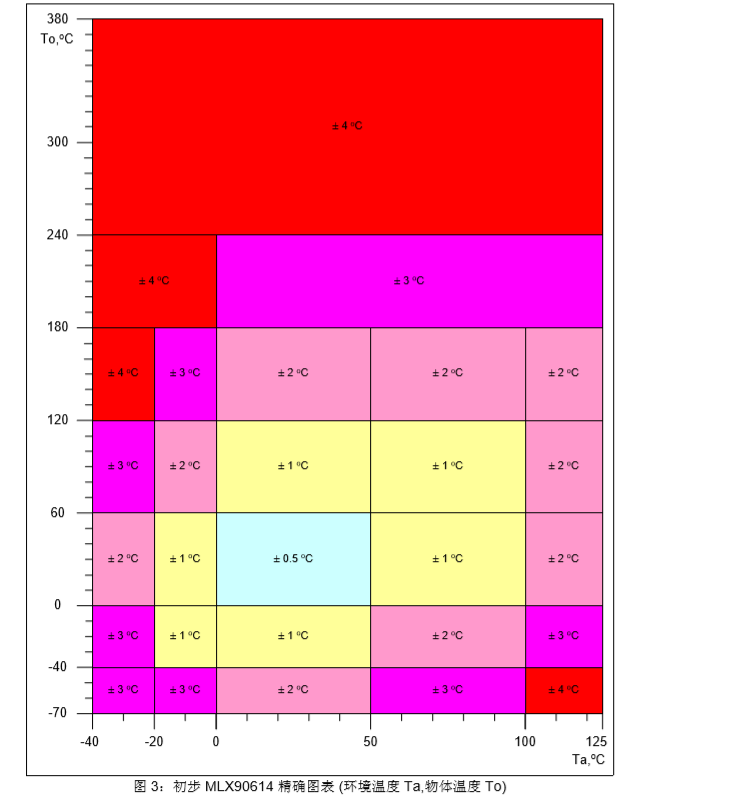 380
To,ºC
± 4 ºC
300
240
± 4 ºC ± 3 ºC
180
± 4 ºC ± 3 ºC ± 2 ºC ± 2 ºC ± 2 ºC
120
± 3 ºC ± 2 ºC ± 1 ºC ± 1 ºC ± 2 ºC
60
± 2 ºC ± 1 ºC ± 0.5 ºC ± 1 ºC ± 2 ºC
0
± 3 ºC ± 1 ºC ± 1 ºC ± 2 ºC ± 3 ºC
-40
± 3 ºC ± 3 ºC ± 2 ºC ± 3 ºC ± 4 ºC
-70
-40 -20 0 50 100 125
Ta,ºC
图 3：初步 MLX90614 精确图表 (环境温度 Ta,物体温度 To)